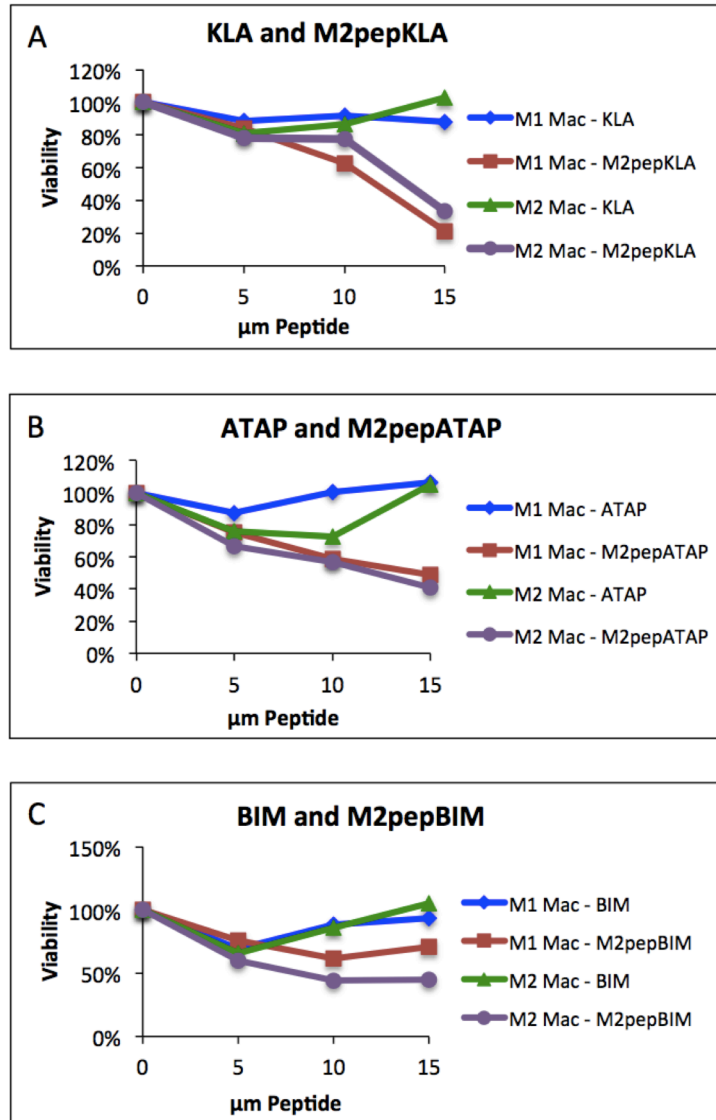 A
KLA and M2pepKLA
120%
100%
80%
60%
40%
20%
0%
Viability
0 5 10 15
μm Peptide
M1 Mac - KLA
M1 Mac - M2pepKLA
M2 Mac - KLA
M2 Mac - M2pepKLA
B
ATAP and M2pepATAP
120%
100%
80%
60%
40%
20%
0%
Viability
0 5 10 15
μm Peptide
M1 Mac - ATAP
M1 Mac - M2pepATAP
M2 Mac - ATAP
M2 Mac - M2pepATAP
C
BIM and M2pepBIM
150%
100%
50%
0%
Viability
0 5 10 15
μm Peptide
M1 Mac - BIM
M1 Mac - M2pepBIM
M2 Mac - BIM
M2 Mac - M2pepBIM